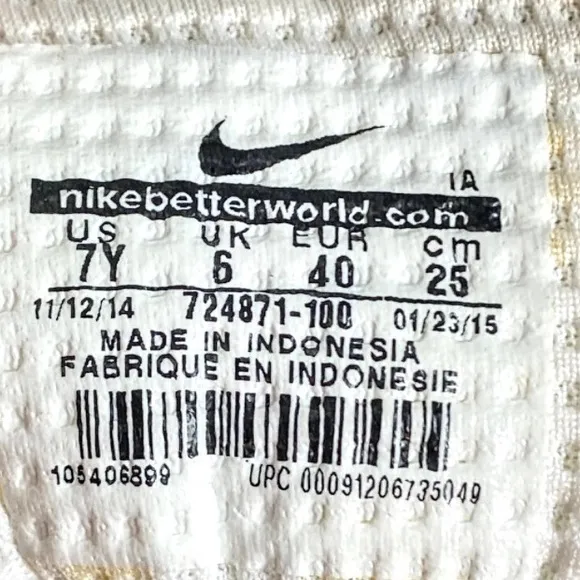 IA
nikebetterworld.com
US UK EUR cm
7Y 6 40 25
11/12/14 724871-100 01/23/15
MADE IN INDONESIA
FABRIQUE EN INDONESIE
105406899 UPC 00091206735049